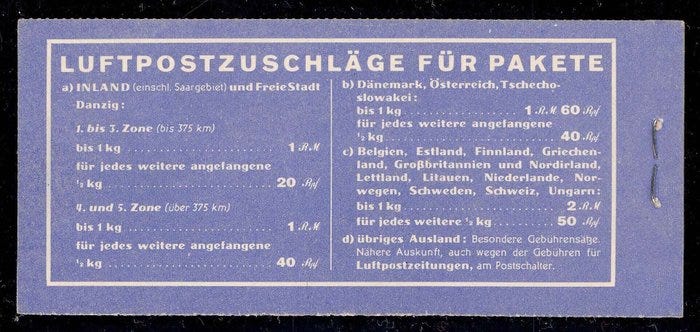 LUFTPOSTZUSCHLÄGE FÜR PAKETE
a) INLAND (einschl. Saargebiet) und Freie Stadt
Danzig:
1. bis 3. Zone (bis 375 km)
bis 1 kg .......................... 1 RM
für jedes weitere angefangene
½ kg .......................... 20 Rpf
4. und 5. Zone (über 375 km)
bis 1 kg .......................... 1 RM
für jedes weitere angefangene
½ kg .......................... 40 Rpf
b) Dänemark, Österreich, Tschecho-
slowakei:
bis 1 kg ............ 1 RM 60 Rpf
für jedes weitere angefangene
½ kg .......................... 40 Rpf
c) Belgien, Estland, Finnland, Griechen-
land, Großbritannien und Nordirland,
Lettland, Litauen, Niederlande, Nor-
wegen, Schweden, Schweiz, Ungarn:
bis 1 kg .......................... 2 RM
für jedes weitere ½ kg ........ 50 Rpf
d) übriges Ausland: Besondere Gebührensätze.
Nähere Auskunft, auch wegen der Gebühren für
Luftpostzeitungen, am Postschalter.